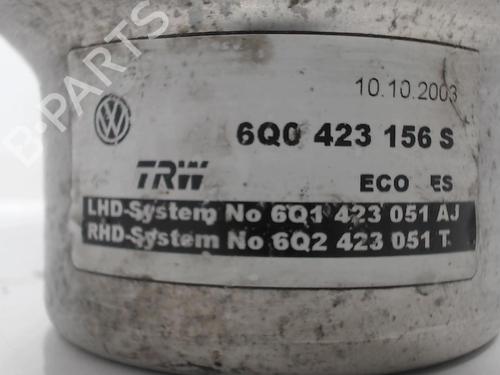 10.10.2003
6Q0 423 156 S
TRW
ECO ES
LHD-System No 6Q1 423 051 AJ
RHD-System No 6Q2 423 051 T
B-PARTS